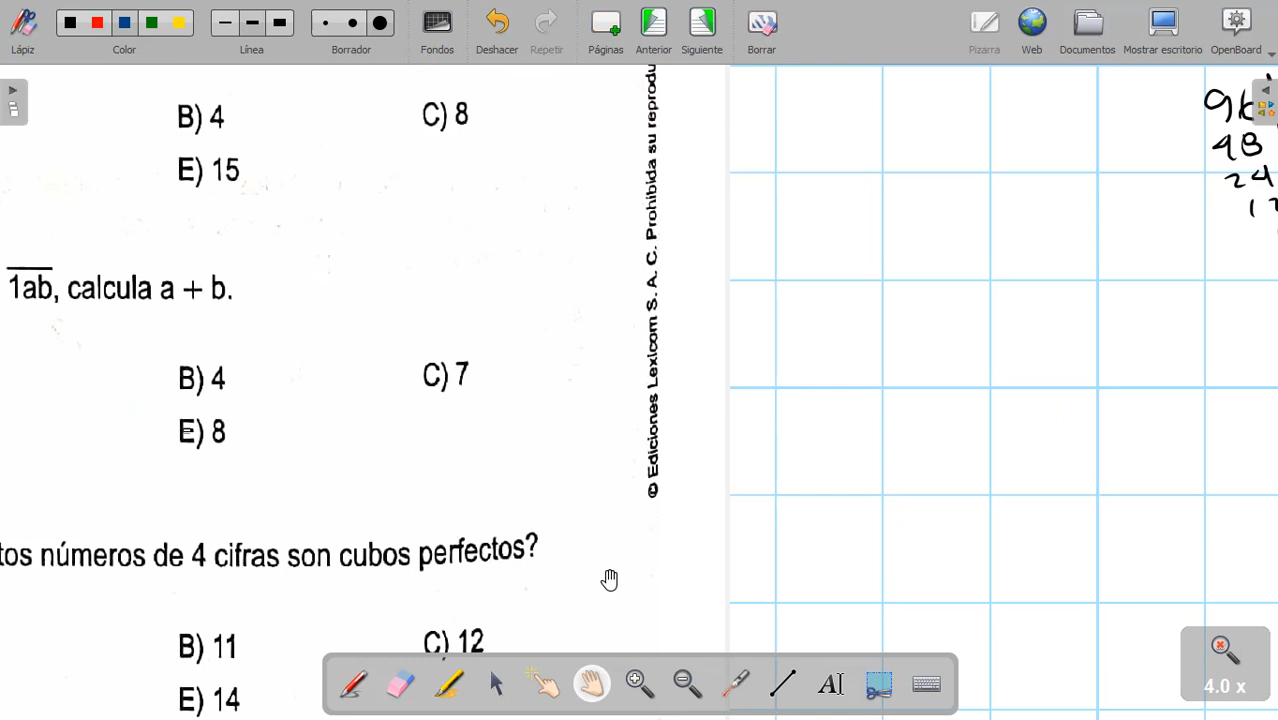 Lápiz
Color
Línea
Borrador
Fondos
Deshacer
Repetir
Páginas
Anterior
Siguiente
Borrar
Pizarra
Web
Documentos
Mostrar escritorio
OpenBoard
B) 4
C) 8
E) 15
1ab, calcula a + b.
B) 4
C) 7
E) 8
tos números de 4 cifras son cubos perfectos?
B) 11
C) 12
E) 14
© Ediciones Lexicom S. A. C. Prohibida su reprodu
48
24
4.0 x